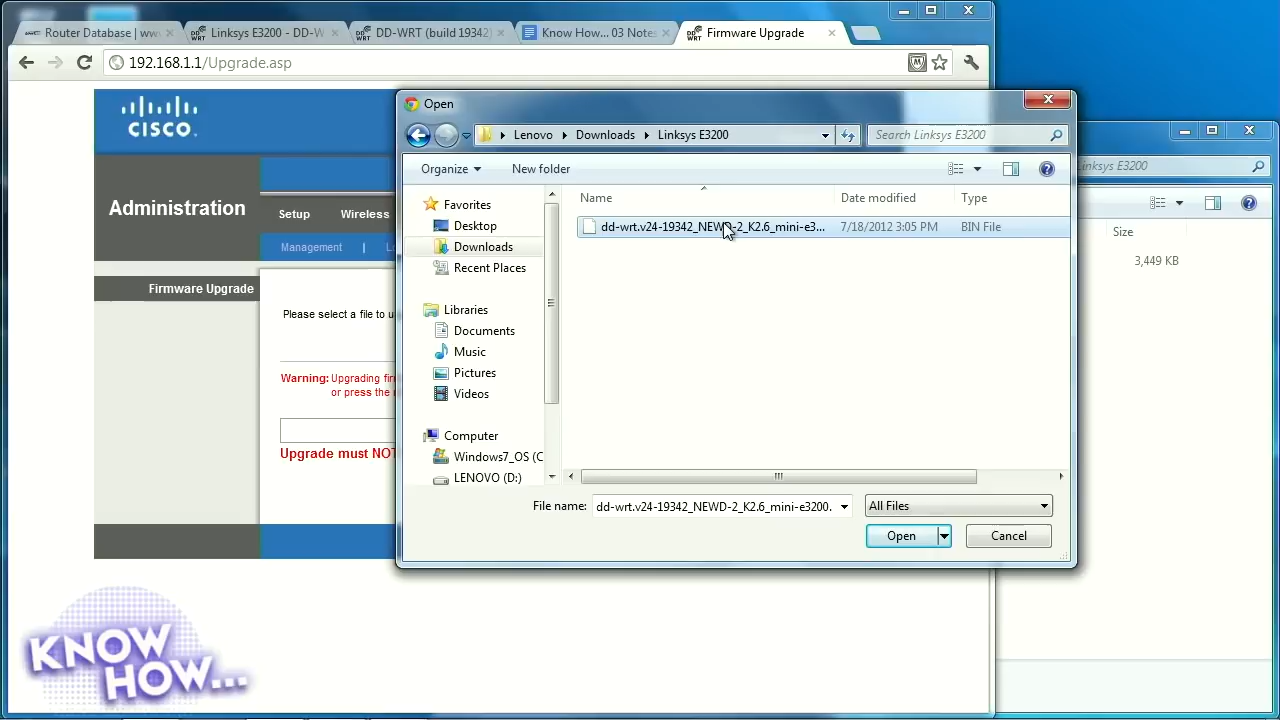 Router Database | ww
Linksys E3200 - DD-W
DD-WRT (build 19342)
Know How... 03 Notes
Firmware Upgrade
192.168.1.1/Upgrade.asp
CISCO
Administration
Setup
Wireless
Management
Firmware Upgrade
Please select a file to u
Warning: Upgrading fir
or press the
Upgrade must NOT
Open
Lenovo
Downloads
Linksys E3200
Search Linksys E3200
Organize
New folder
Name
Date modified
Type
dd-wrt.v24-19342_NEWD-2_K2.6_mini-e3...
7/18/2012 3:05 PM
BIN File
Favorites
Desktop
Downloads
Recent Places
Libraries
Documents
Music
Pictures
Videos
Computer
Windows7_OS (C
LENOVO (D:)
File name:
dd-wrt.v24-19342_NEWD-2_K2.6_mini-e3200.
All Files
Open
Cancel
inksys E3200
Size
3,449 KB
KNOW
HOW...